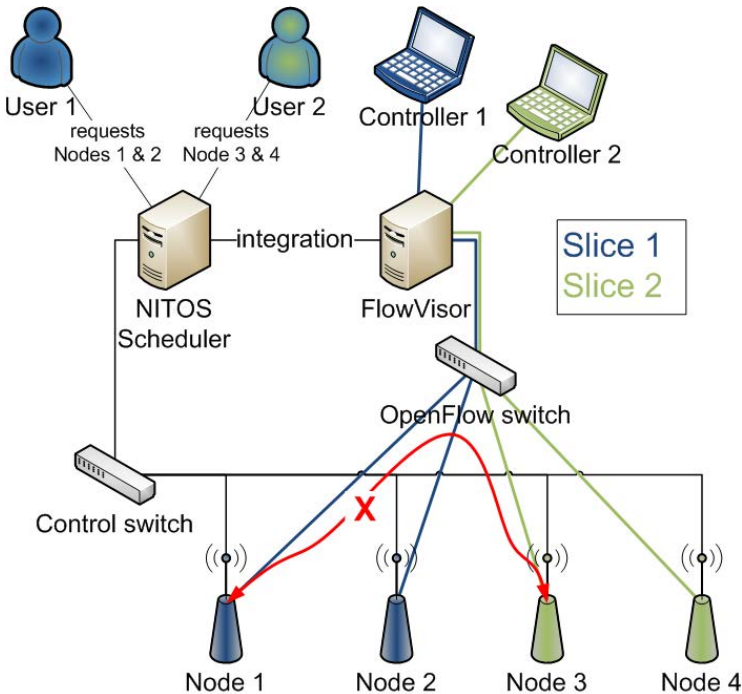 User 1
User 2
Controller 1
Controller 2
requests
Nodes 1 & 2
requests
Node 3 & 4
integration
NITOS
Scheduler
FlowVisor
Slice 1
Slice 2
OpenFlow switch
Control switch
X
Node 1
Node 2
Node 3
Node 4